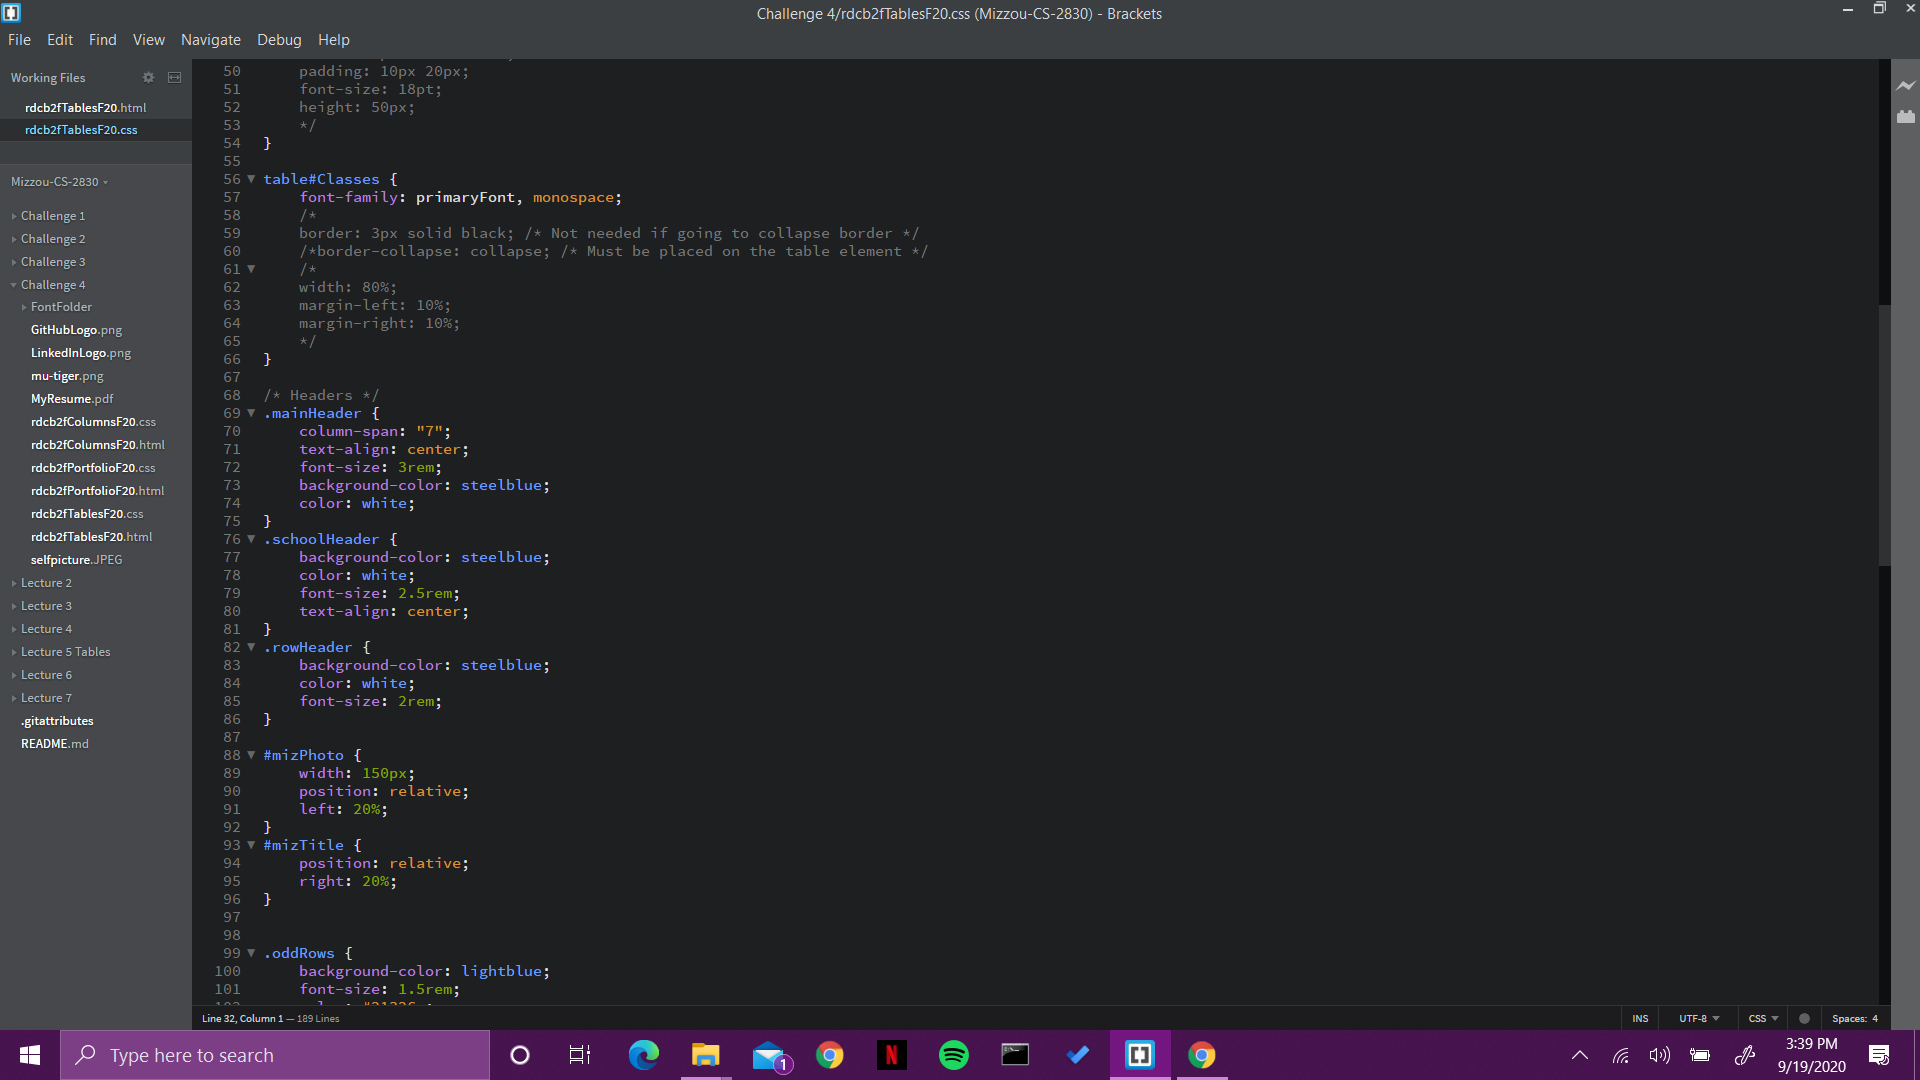 Challenge 4/rdcb2fTablesF20.css (Mizzou-CS-2830) - Brackets
File Edit Find View Navigate Debug Help
Working Files
rdcb2fTablesF20.html
rdcb2fTablesF20.css
Mizzou-CS-2830
Challenge 1
Challenge 2
Challenge 3
Challenge 4
FontFolder
GitHubLogo.png
LinkedInLogo.png
mu-tiger.png
MyResume.pdf
rdcb2fColumnsF20.css
rdcb2fColumnsF20.html
rdcb2fPortfolioF20.css
rdcb2fPortfolioF20.html
rdcb2fTablesF20.css
rdcb2fTablesF20.html
selfpicture.JPEG
Lecture 2
Lecture 3
Lecture 4
Lecture 5 Tables
Lecture 6
Lecture 7
.gitattributes
README.md
50 padding: 10px 20px;
51 font-size: 18pt;
52 height: 50px;
53 */
54 }
55
56 table#Classes {
57 font-family: primaryFont, monospace;
58 /*
59 border: 3px solid black; /* Not needed if going to collapse border */
60 /*border-collapse: collapse; /* Must be placed on the table element */
61 /*
62 width: 80%;
63 margin-left: 10%;
64 margin-right: 10%;
65 */
66 }
67
68 /* Headers */
69 .mainHeader {
70 column-span: "7";
71 text-align: center;
72 font-size: 3rem;
73 background-color: steelblue;
74 color: white;
75 }
76 .schoolHeader {
77 background-color: steelblue;
78 color: white;
79 font-size: 2.5rem;
80 text-align: center;
81 }
82 .rowHeader {
83 background-color: steelblue;
84 color: white;
85 font-size: 2rem;
86 }
87
88 #mizPhoto {
89 width: 150px;
90 position: relative;
91 left: 20%;
92 }
93 #mizTitle {
94 position: relative;
95 right: 20%;
96 }
97
98
99 .oddRows {
100 background-color: lightblue;
101 font-size: 1.5rem;
Line 32, Column 1 — 189 Lines
INS UTF-8 CSS Spaces: 4
Type here to search
1
3:39 PM
9/19/2020